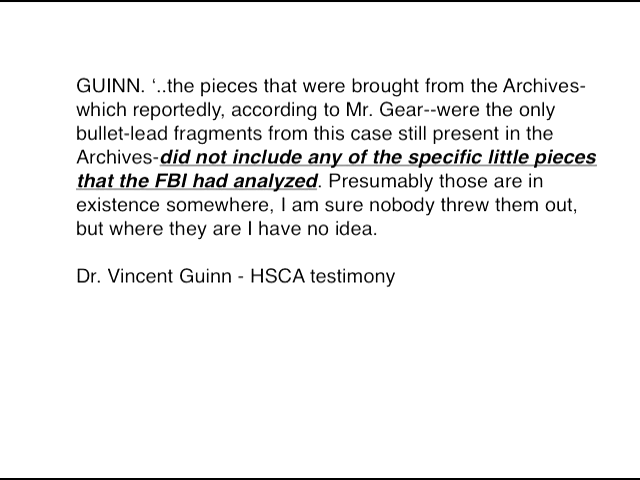 GUINN. ‘..the pieces that were brought from the Archives-
which reportedly, according to Mr. Gear--were the only
bullet-lead fragments from this case still present in the
Archives-did not include any of the specific little pieces
that the FBI had analyzed. Presumably those are in
existence somewhere, I am sure nobody threw them out,
but where they are I have no idea.
Dr. Vincent Guinn - HSCA testimony